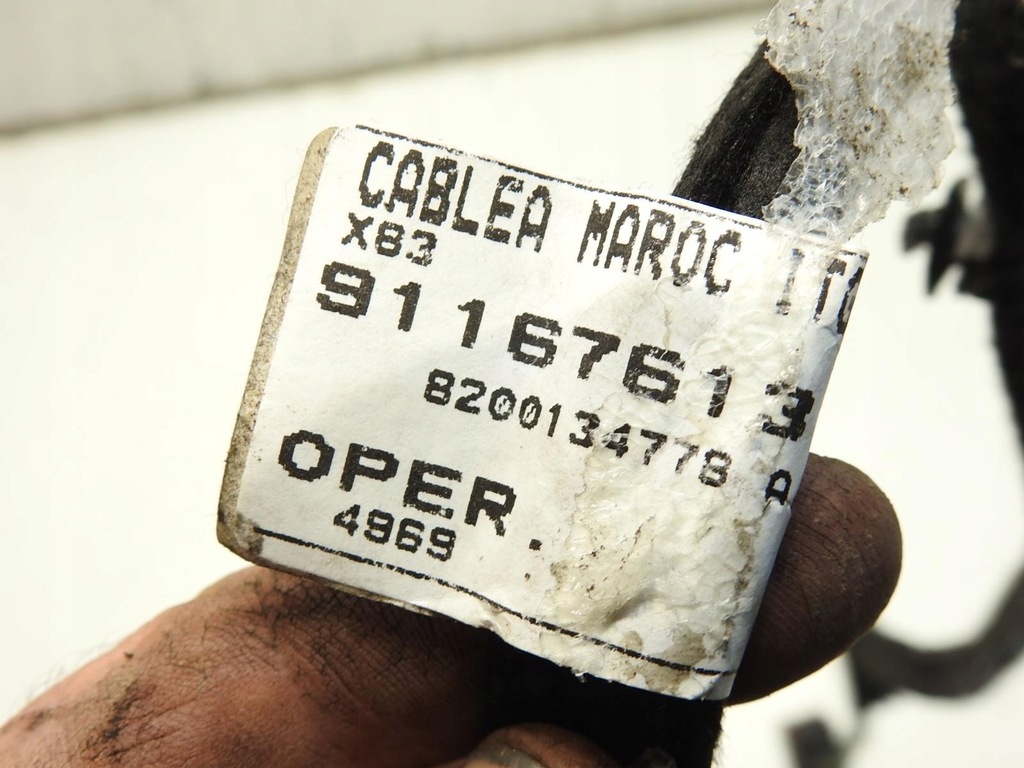 CABLEA MAROC
X83
91167613
8200134778 A
OPER.
4969